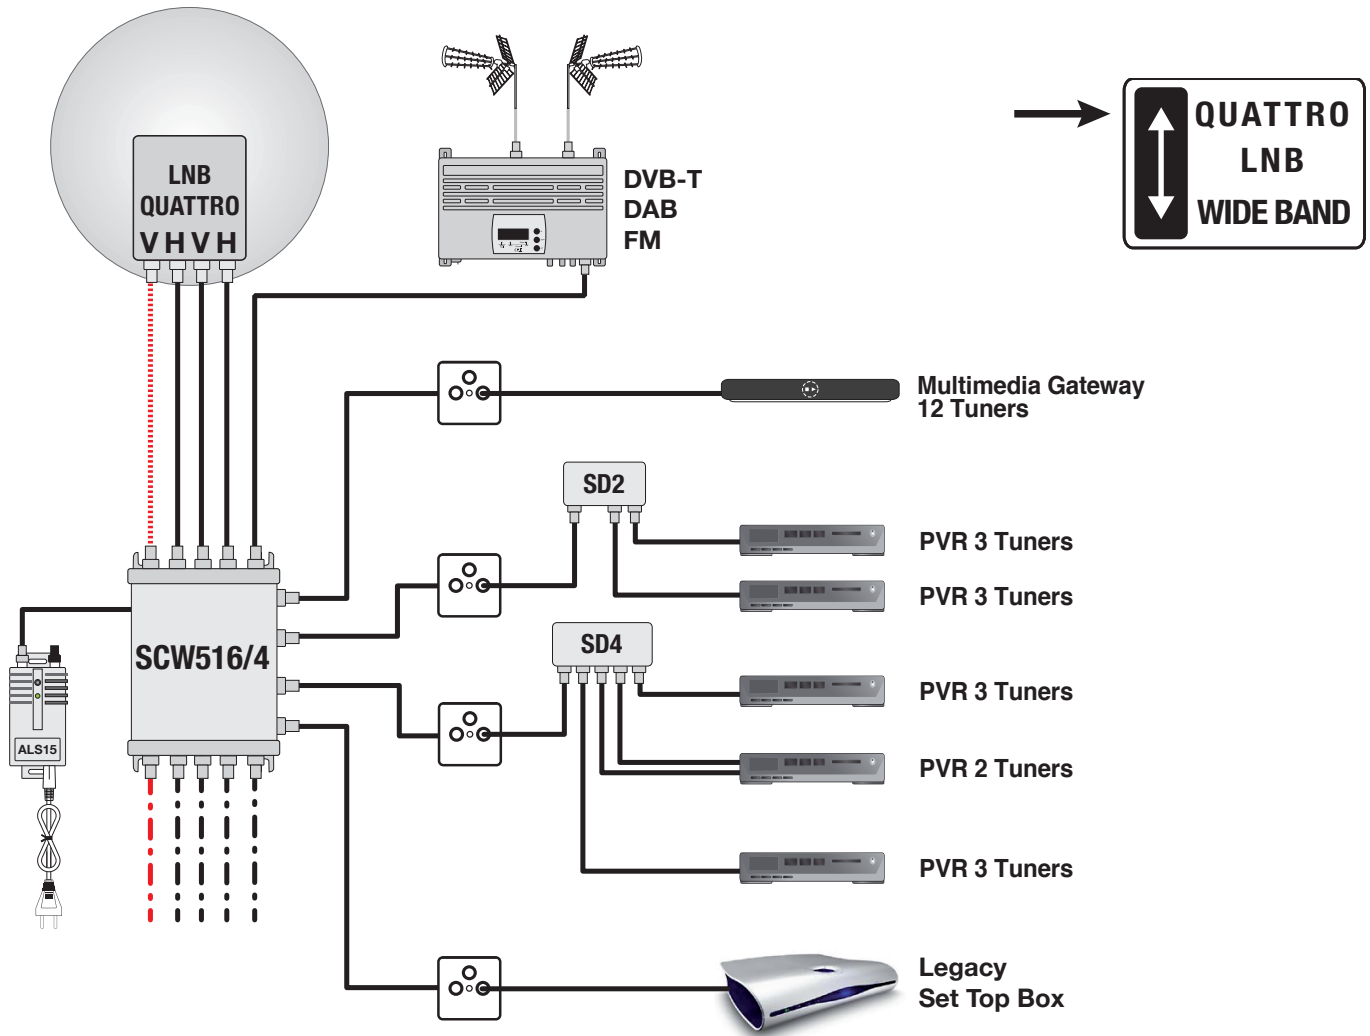 LNB
QUATTRO
V H V H
DVB-T
DAB
FM
QUATTRO
LNB
WIDE BAND
Multimedia Gateway
12 Tuners
SD2
PVR 3 Tuners
PVR 3 Tuners
SCW516/4
SD4
PVR 3 Tuners
ALS15
PVR 2 Tuners
PVR 3 Tuners
Legacy
Set Top Box